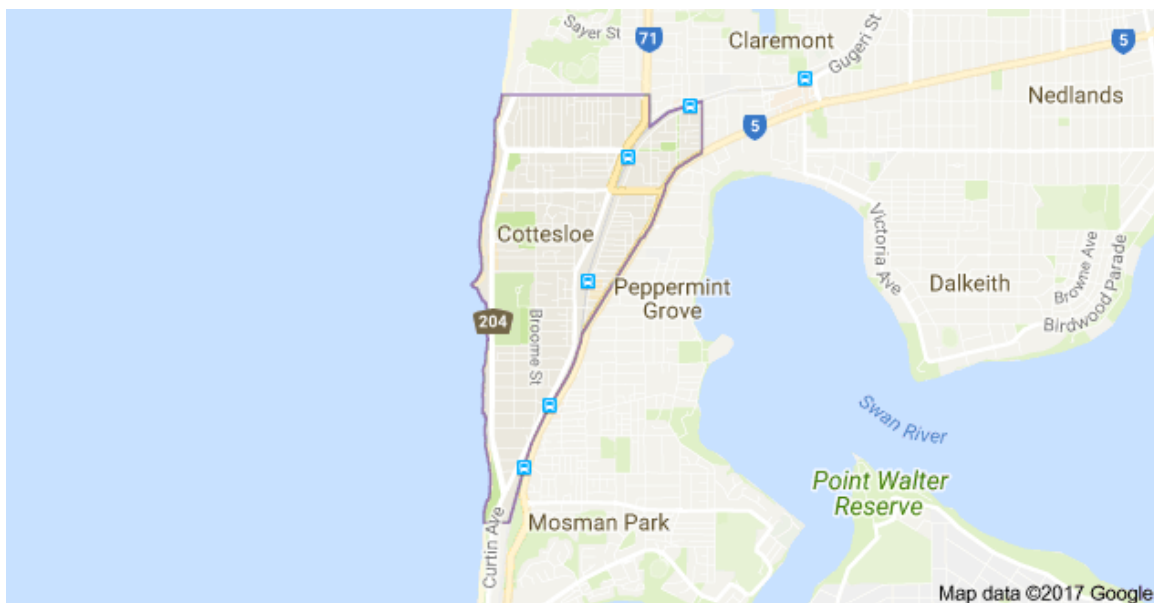 Sayer St
71
Claremont
Gugeri St
5
Nedlands
5
Cottesloe
Victoria Ave
Browne Ave
Birdwood Parade
Dalkeith
Peppermint
Grove
204
Broome St
Swan River
Point Walter
Reserve
Mosman Park
Curtin Ave
Map data ©2017 Google